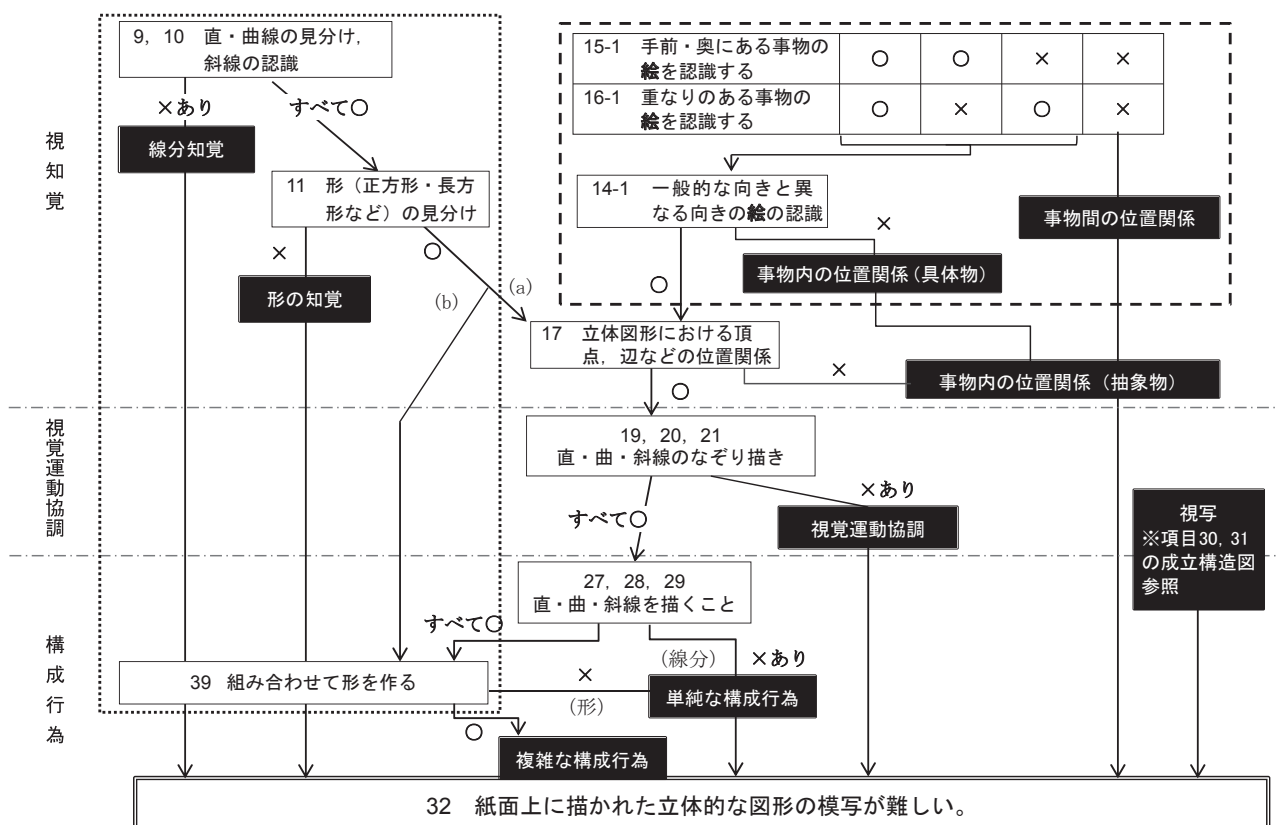 9，10　直・曲線の見分け，
斜線の認識
×あり
すべて○
線分知覚
11　形（正方形・長方
形など）の見分け
×
○
形の知覚
(b)
(a)
15-1　手前・奥にある事物の
絵を認識する
○
○
×
×
16-1　重なりのある事物の
絵を認識する
○
×
○
×
14-1　一般的な向きと異
なる向きの絵の認識
×
○
事物間の位置関係
事物内の位置関係（具体物）
17　立体図形における頂
点，辺などの位置関係
×
○
事物内の位置関係（抽象物）
視知覚
視覚運動協調
19，20，21
直・曲・斜線のなぞり描き
すべて○
×あり
視覚運動協調
視写
※項目30, 31
の成立構造図
参照
構成行為
27，28，29
直・曲・斜線を描くこと
すべて○
（線分）
×あり
39　組み合わせて形を作る
×
（形）
単純な構成行為
○
複雑な構成行為
32　紙面上に描かれた立体的な図形の模写が難しい。